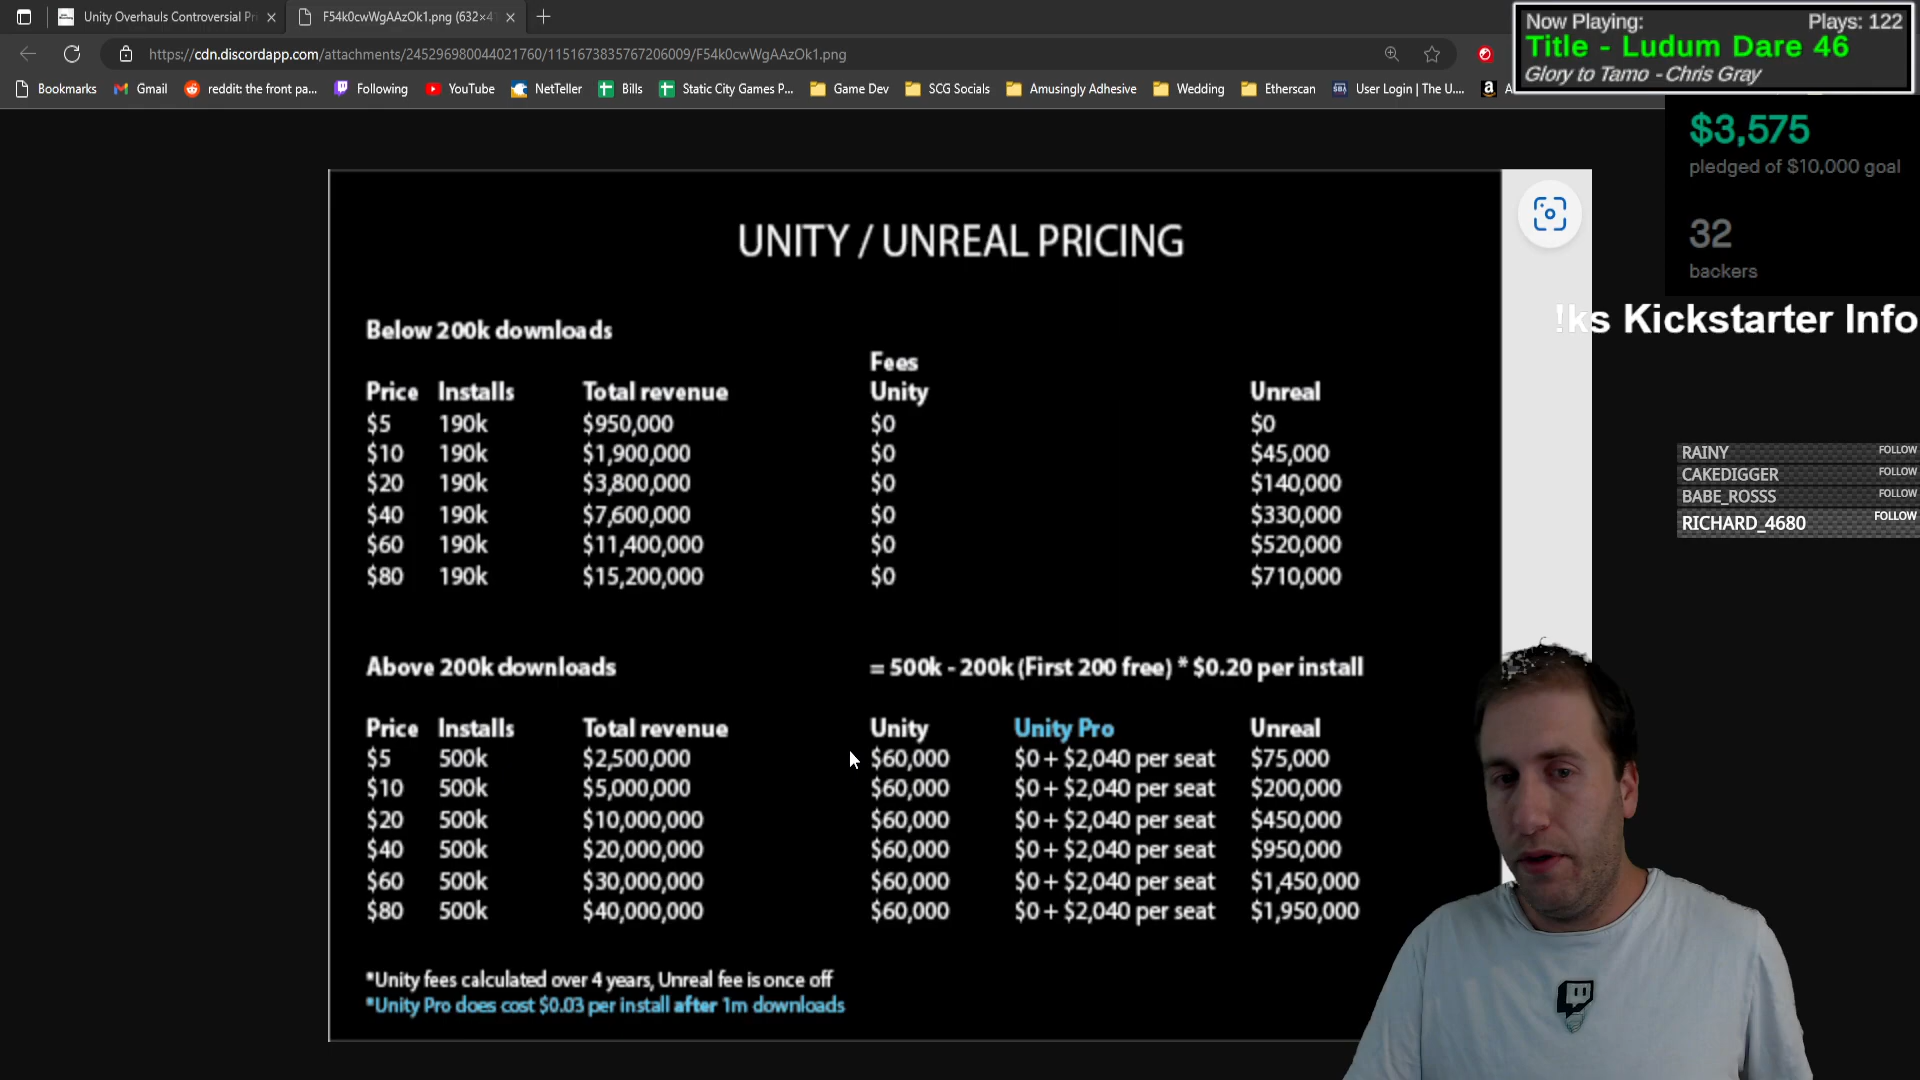 Unity Overhauls Controversial Pri
F54k0cwWgAAzOk1.png (632×4
https://cdn.discordapp.com/attachments/245296980044021760/1151673835767206009/F54k0cwWgAAzOk1.png
Bookmarks Gmail reddit: the front pa... Following YouTube NetTeller Bills Static City Games P... Game Dev SCG Socials Amusingly Adhesive Wedding Etherscan User Login | The U....
Now Playing: Plays: 122
Title - Ludum Dare 46
Glory to Tamo - Chris Gray
$3,575
pledged of $10,000 goal
32
backers
!ks Kickstarter Info
RAINY FOLLOW
CAKEDIGGER FOLLOW
BABE_ROSSS FOLLOW
RICHARD_4680 FOLLOW
UNITY / UNREAL PRICING
Below 200k downloads
Fees
Price Installs Total revenue Unity Unreal
$5 190k $950,000 $0 $0
$10 190k $1,900,000 $0 $45,000
$20 190k $3,800,000 $0 $140,000
$40 190k $7,600,000 $0 $330,000
$60 190k $11,400,000 $0 $520,000
$80 190k $15,200,000 $0 $710,000
Above 200k downloads = 500k - 200k (First 200 free) * $0.20 per install
Price Installs Total revenue Unity Unity Pro Unreal
$5 500k $2,500,000 $60,000 $0 + $2,040 per seat $75,000
$10 500k $5,000,000 $60,000 $0 + $2,040 per seat $200,000
$20 500k $10,000,000 $60,000 $0 + $2,040 per seat $450,000
$40 500k $20,000,000 $60,000 $0 + $2,040 per seat $950,000
$60 500k $30,000,000 $60,000 $0 + $2,040 per seat $1,450,000
$80 500k $40,000,000 $60,000 $0 + $2,040 per seat $1,950,000
*Unity fees calculated over 4 years, Unreal fee is once off
*Unity Pro does cost $0.03 per install after 1m downloads